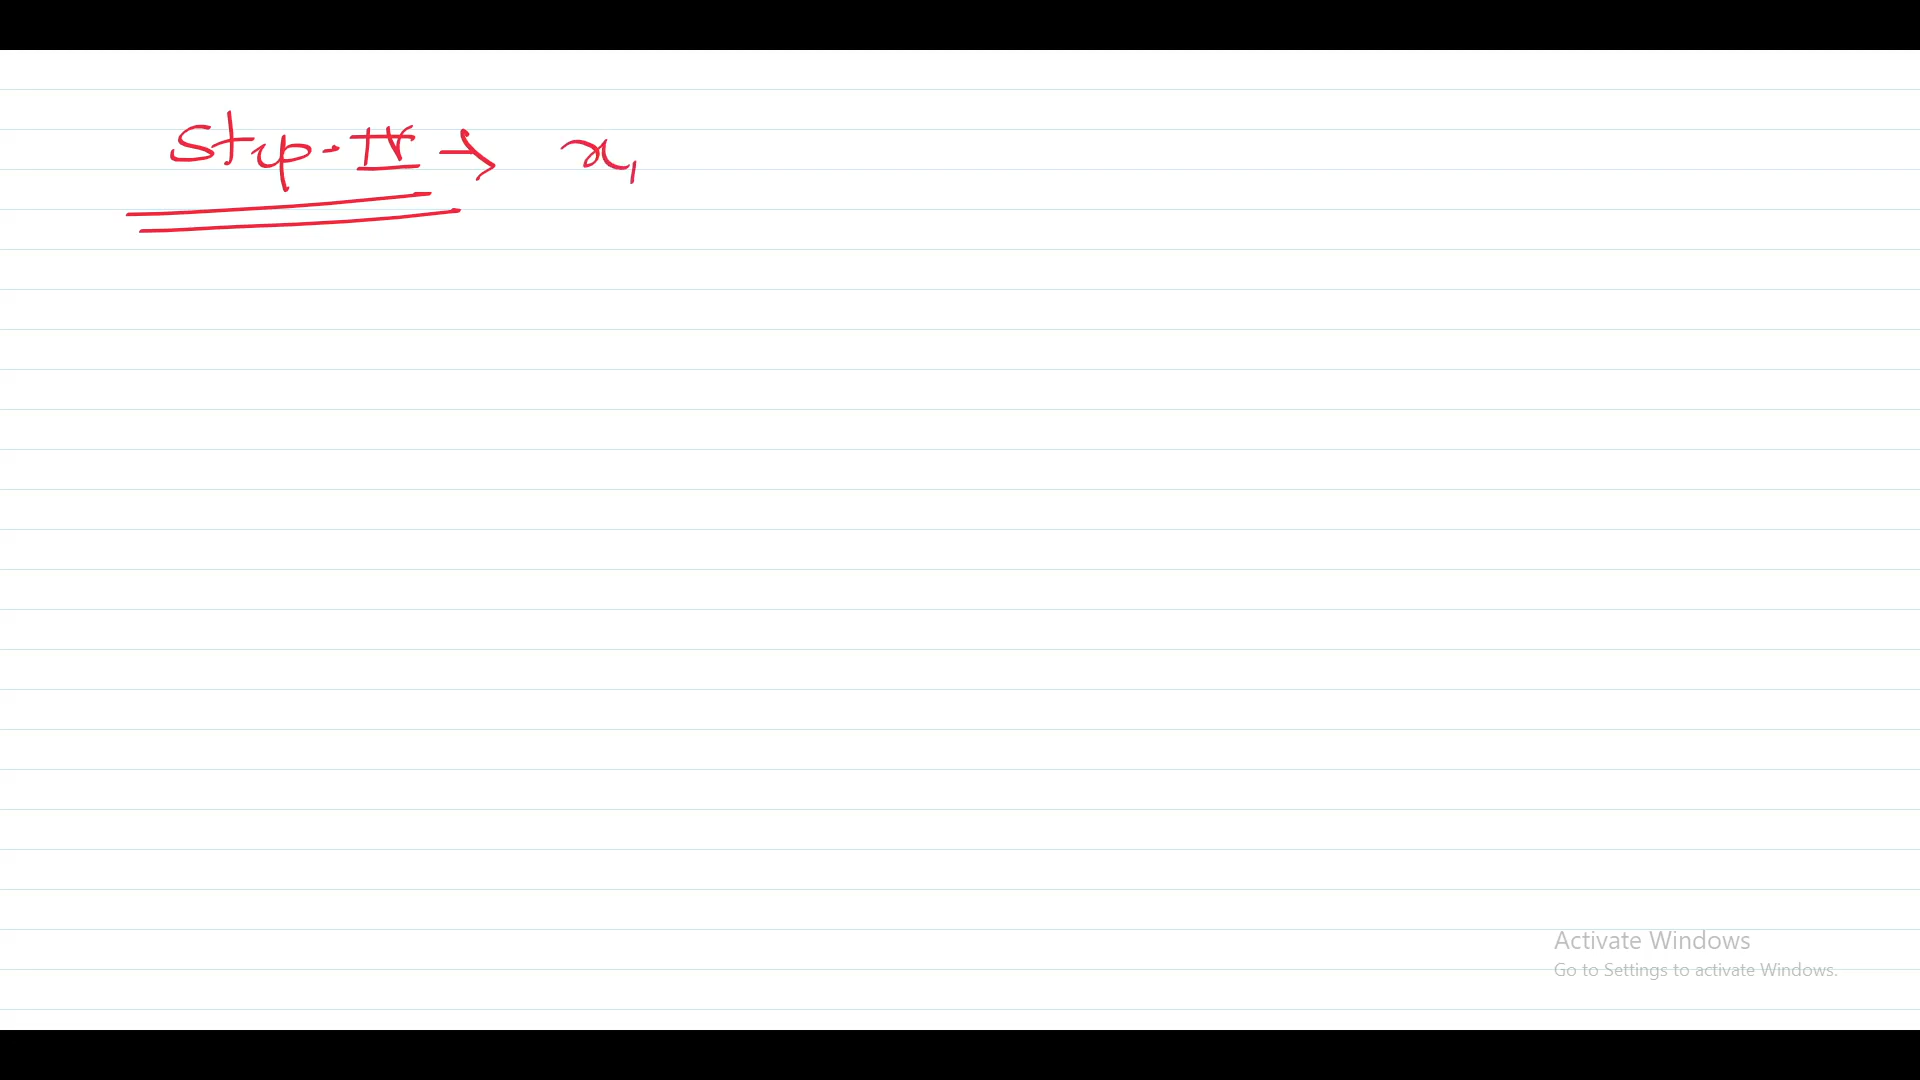 Step-IV → x₁
Activate Windows
Go to Settings to activate Windows.